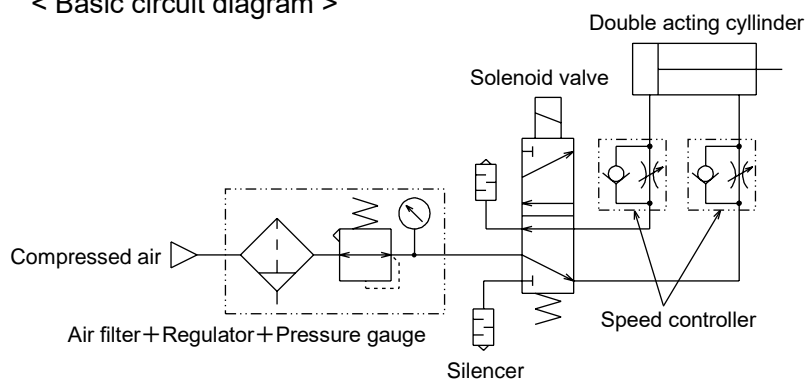 < Basic circuit diagram >
Double acting cyllinder
Solenoid valve
Compressed air
Air filter＋Regulator＋Pressure gauge
Speed controller
Silencer